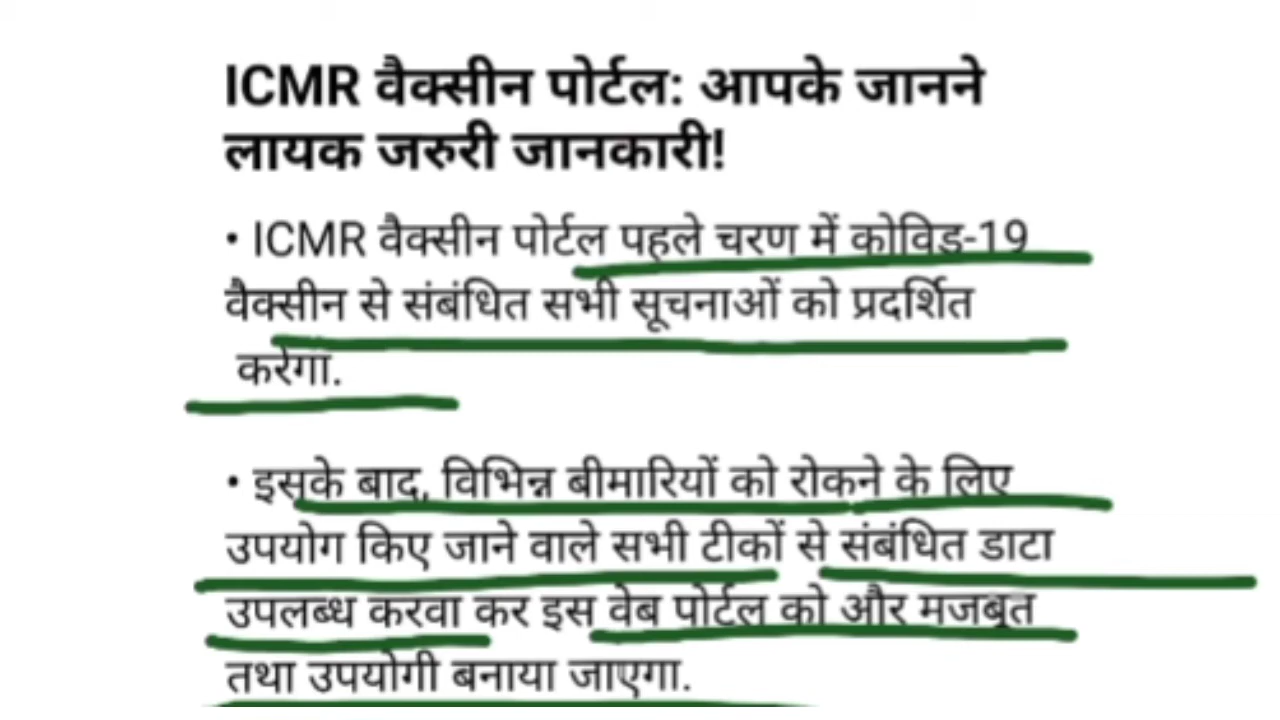 ICMR वैक्सीन पोर्टल: आपके जानने
लायक जरुरी जानकारी!
• ICMR वैक्सीन पोर्टल पहले चरण में कोविड-19
वैक्सीन से संबंधित सभी सूचनाओं को प्रदर्शित
करेगा.
• इसके बाद, विभिन्न बीमारियों को रोकने के लिए
उपयोग किए जाने वाले सभी टीकों से संबंधित डाटा
उपलब्ध करवा कर इस वेब पोर्टल को और मजबूत
तथा उपयोगी बनाया जाएगा.